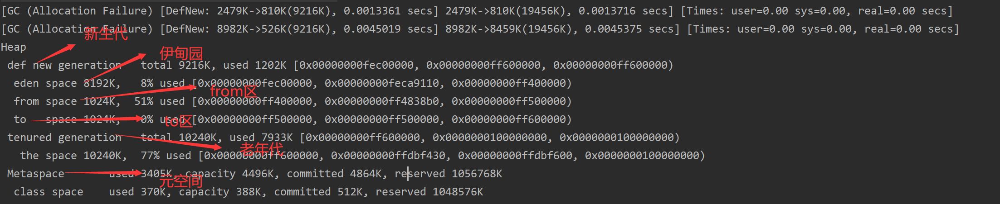 [GC (Allocation Failure) [DefNew: 2479K->810K(9216K), 0.0013361 secs] 2479K->810K(19456K), 0.0013716 secs] [Times: user=0.00 sys=0.00, real=0.00 secs]
[GC (Allocation Failure) [DefNew: 8982K->526K(9216K), 0.0045019 secs] 8982K->8459K(19456K), 0.0045375 secs] [Times: user=0.00 sys=0.00, real=0.00 secs]
新生代
Heap
伊甸园
def new generation   total 9216K, used 1202K [0x00000000fec00000, 0x00000000ff600000, 0x00000000ff600000)
eden space 8192K,   8% used [0x00000000fec00000, 0x00000000feca9110, 0x00000000ff400000)
from区
from space 1024K,  51% used [0x00000000ff400000, 0x00000000ff4838b0, 0x00000000ff500000)
to   space 1024K,   0% used [0x00000000ff500000, 0x00000000ff500000, 0x00000000ff600000)
to区
tenured generation   total 10240K, used 7933K [0x00000000ff600000, 0x0000000100000000, 0x0000000100000000)
老年代
the space 10240K,  77% used [0x00000000ff600000, 0x00000000ffdbf430, 0x00000000ffdbf600, 0x0000000100000000)
Metaspace       used 3405K, capacity 4496K, committed 4864K, reserved 1056768K
元空间
class space    used 370K, capacity 388K, committed 512K, reserved 1048576K